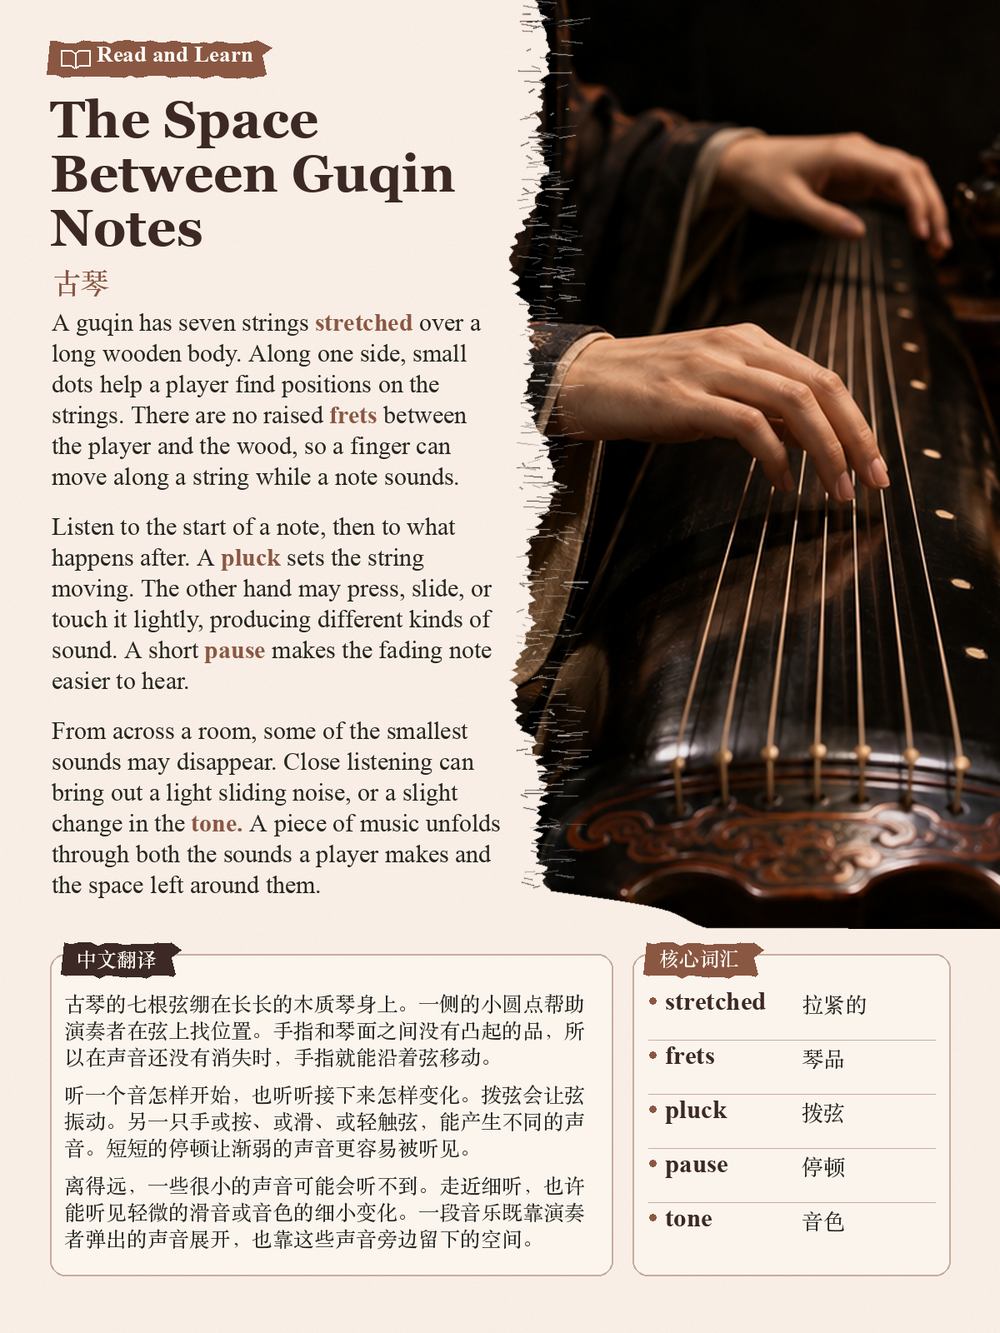 Read and Learn
The Space
Between Guqin
Notes
古琴
A guqin has seven strings stretched over a
long wooden body. Along one side, small
dots help a player find positions on the
strings. There are no raised frets between
the player and the wood, so a finger can
move along a string while a note sounds.
Listen to the start of a note, then to what
happens after. A pluck sets the string
moving. The other hand may press, slide, or
touch it lightly, producing different kinds of
sound. A short pause makes the fading note
easier to hear.
From across a room, some of the smallest
sounds may disappear. Close listening can
bring out a light sliding noise, or a slight
change in the tone. A piece of music unfolds
through both the sounds a player makes and
the space left around them.
中文翻译
古琴的七根弦绷在长长的木质琴身上。一侧的小圆点帮助
演奏者在弦上找位置。手指和琴面之间没有凸起的品，所
以在声音还没有消失时，手指就能沿着弦移动。
听一个音怎样开始，也听听接下来怎样变化。拨弦会让弦
振动。另一只手或按、或滑、或轻触弦，能产生不同的声
音。短短的停顿让渐弱的声音更容易被听见。
离得远，一些很小的声音可能会听不到。走近细听，也许
能听见轻微的滑音或音色的细小变化。一段音乐既靠演奏
者弹出的声音展开，也靠这些声音旁边留下的空间。
核心词汇
stretched 拉紧的
frets 琴品
pluck 拨弦
pause 停顿
tone 音色